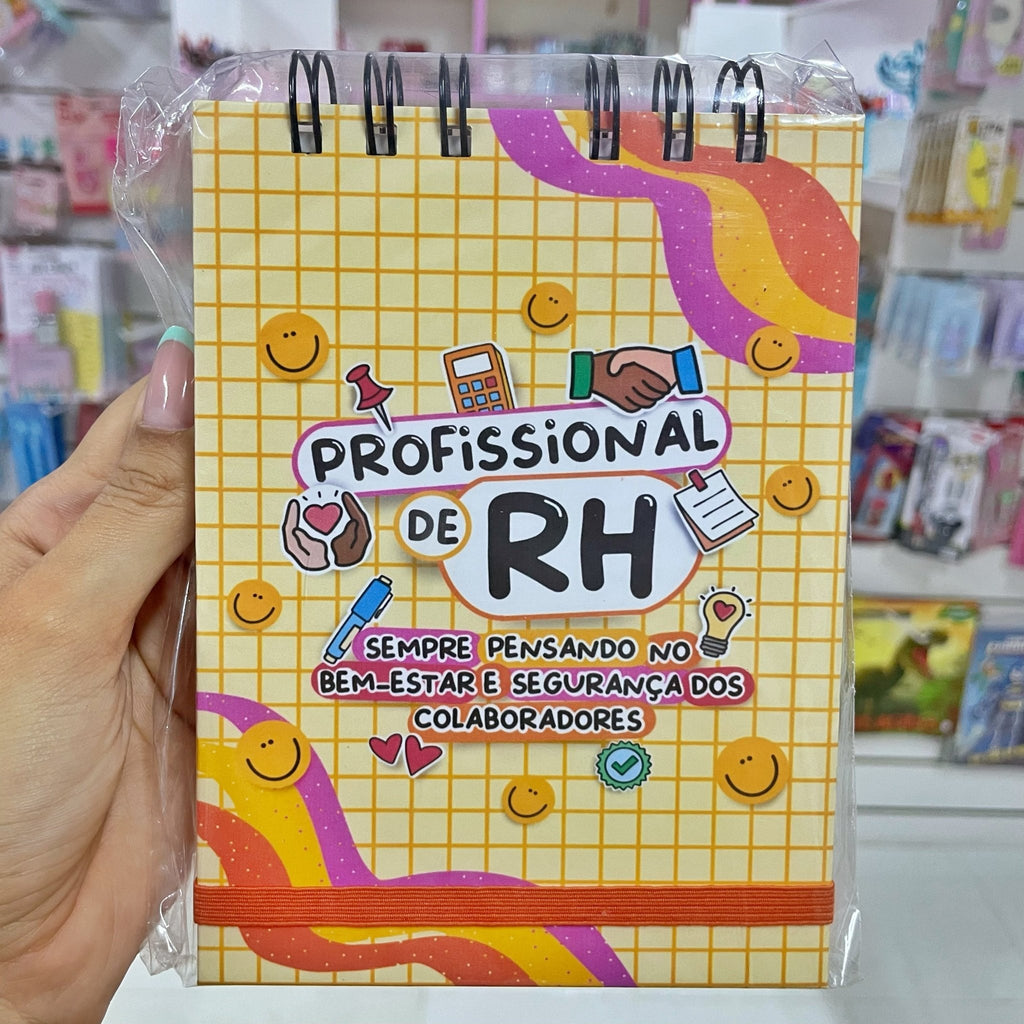 PROFISSIONAL
DE RH
SEMPRE PENSANDO NO
BEM-ESTAR E SEGURANÇA DOS
COLABORADORES